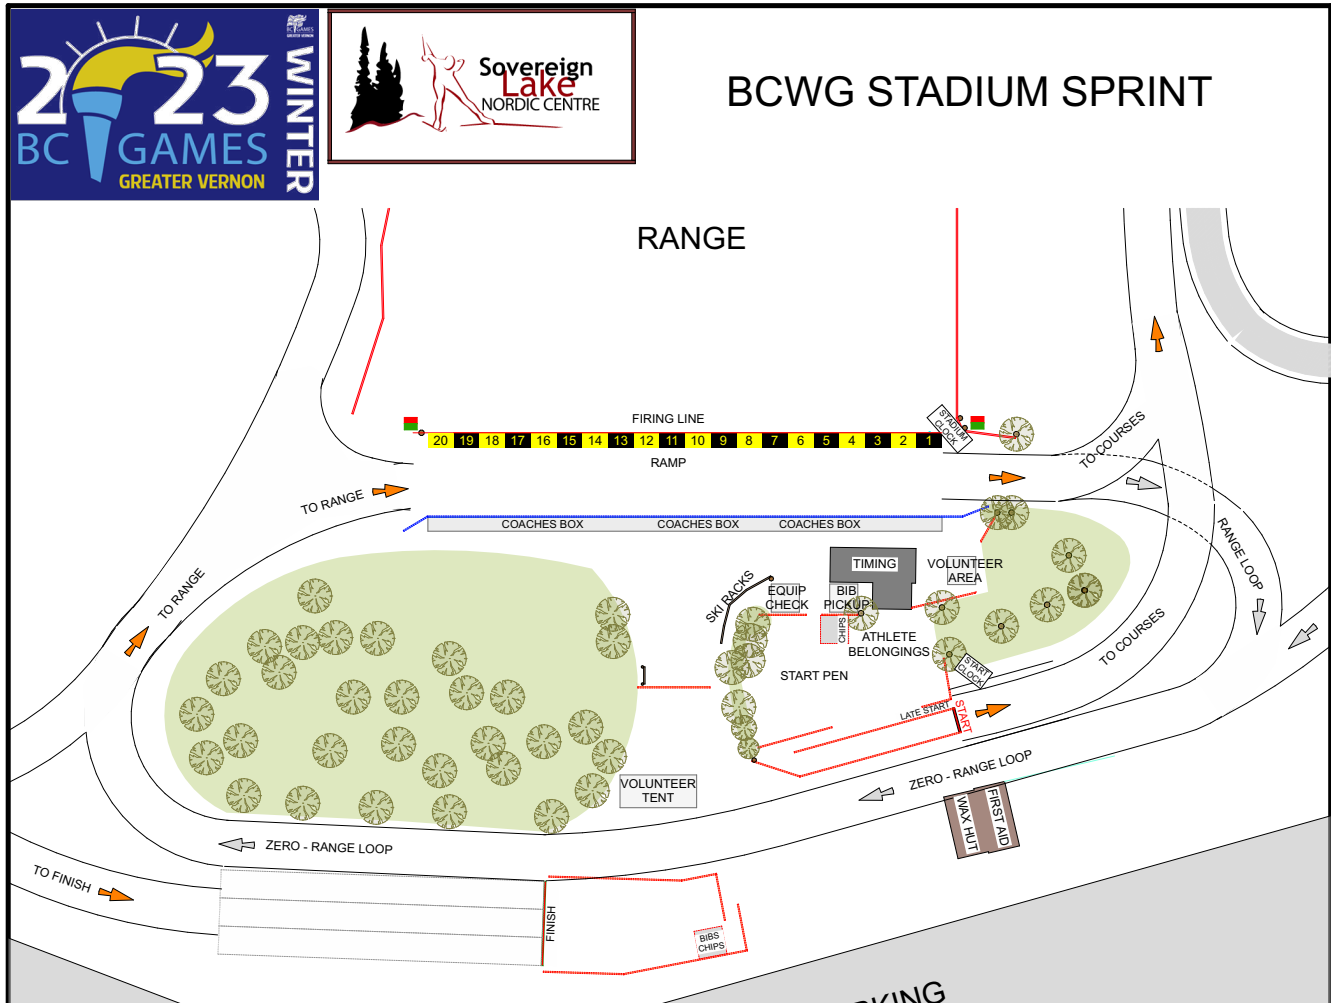 2023
BC GAMES
GREATER VERNON
WINTER
BC GAMES
GREATER VERNON
Sovereign
Lake
NORDIC CENTRE
BCWG STADIUM SPRINT
RANGE
FIRING LINE
STADIUM
CLOCK
20 19 18 17 16 15 14 13 12 11 10 9 8 7 6 5 4 3 2 1
RAMP
TO COURSES
TO RANGE
COACHES BOX COACHES BOX COACHES BOX
RANGE LOOP
TO RANGE
SKI RACKS
EQUIP
CHECK
TIMING
BIB
PICKUP
VOLUNTEER
AREA
CHIPS
ATHLETE
BELONGINGS
TO COURSES
START PEN
START
CLOCK
LATE START
START
VOLUNTEER
TENT
ZERO - RANGE LOOP
FIRST AID
WAX HUT
ZERO - RANGE LOOP
TO FINISH
FINISH
BIBS
CHIPS